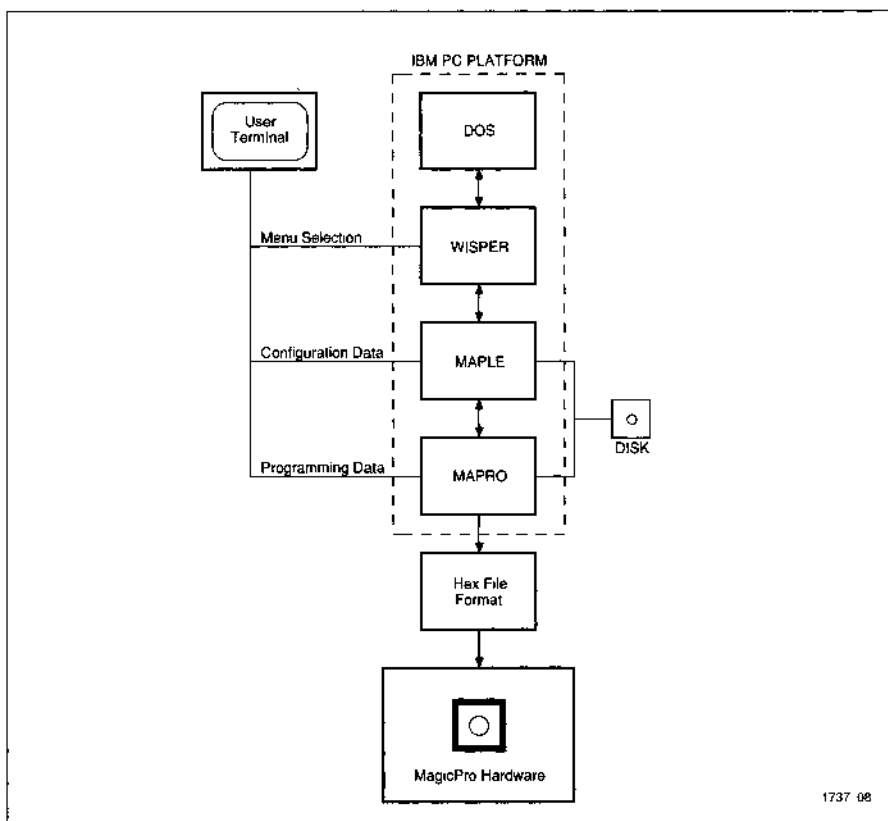 IBM PC PLATFORM
User
Terminal
DOS
Menu Selection
WISPER
Configuration Data
MAPLE
DISK
Programming Data
MAPRO
Hex File
Format
MagicPro Hardware
1737 08